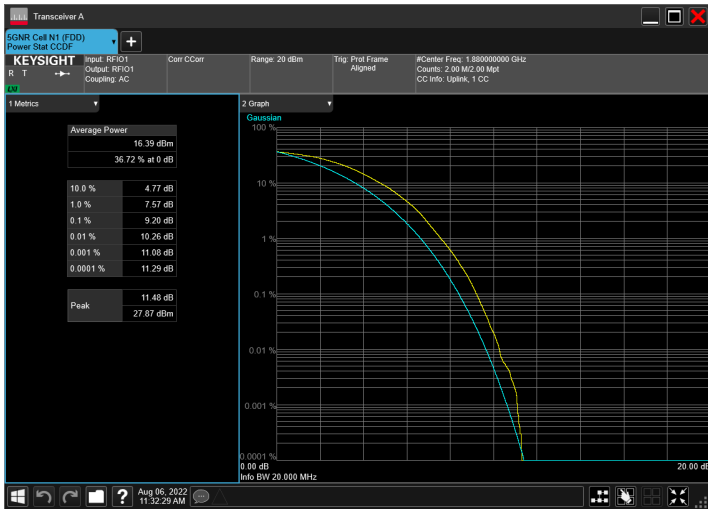 Transceiver A
5GNR Cell N1 (FDD)
Power Stat CCDF
KEYSIGHT
R T
LXI
Input: RFIO1
Output: RFIO1
Coupling: AC
Corr CCorr
Range: 20 dBm
Trig: Prot Frame
Aligned
#Center Freq: 1.880000000 GHz
Counts: 2.00 M/2.00 Mpt
CC Info: Uplink, 1 CC
1 Metrics
Average Power
16.39 dBm
36.72 % at 0 dB
10.0 % 4.77 dB
1.0 % 7.57 dB
0.1 % 9.20 dB
0.01 % 10.26 dB
0.001 % 11.08 dB
0.0001 % 11.29 dB
Peak
11.48 dB
27.87 dBm
2 Graph
Gaussian
100 %
10 %
1 %
0.1 %
0.01 %
0.001 %
0.0001 %
0.00 dB
20.00 dB
Info BW 20.000 MHz
?
Aug 06, 2022
11:32:29 AM